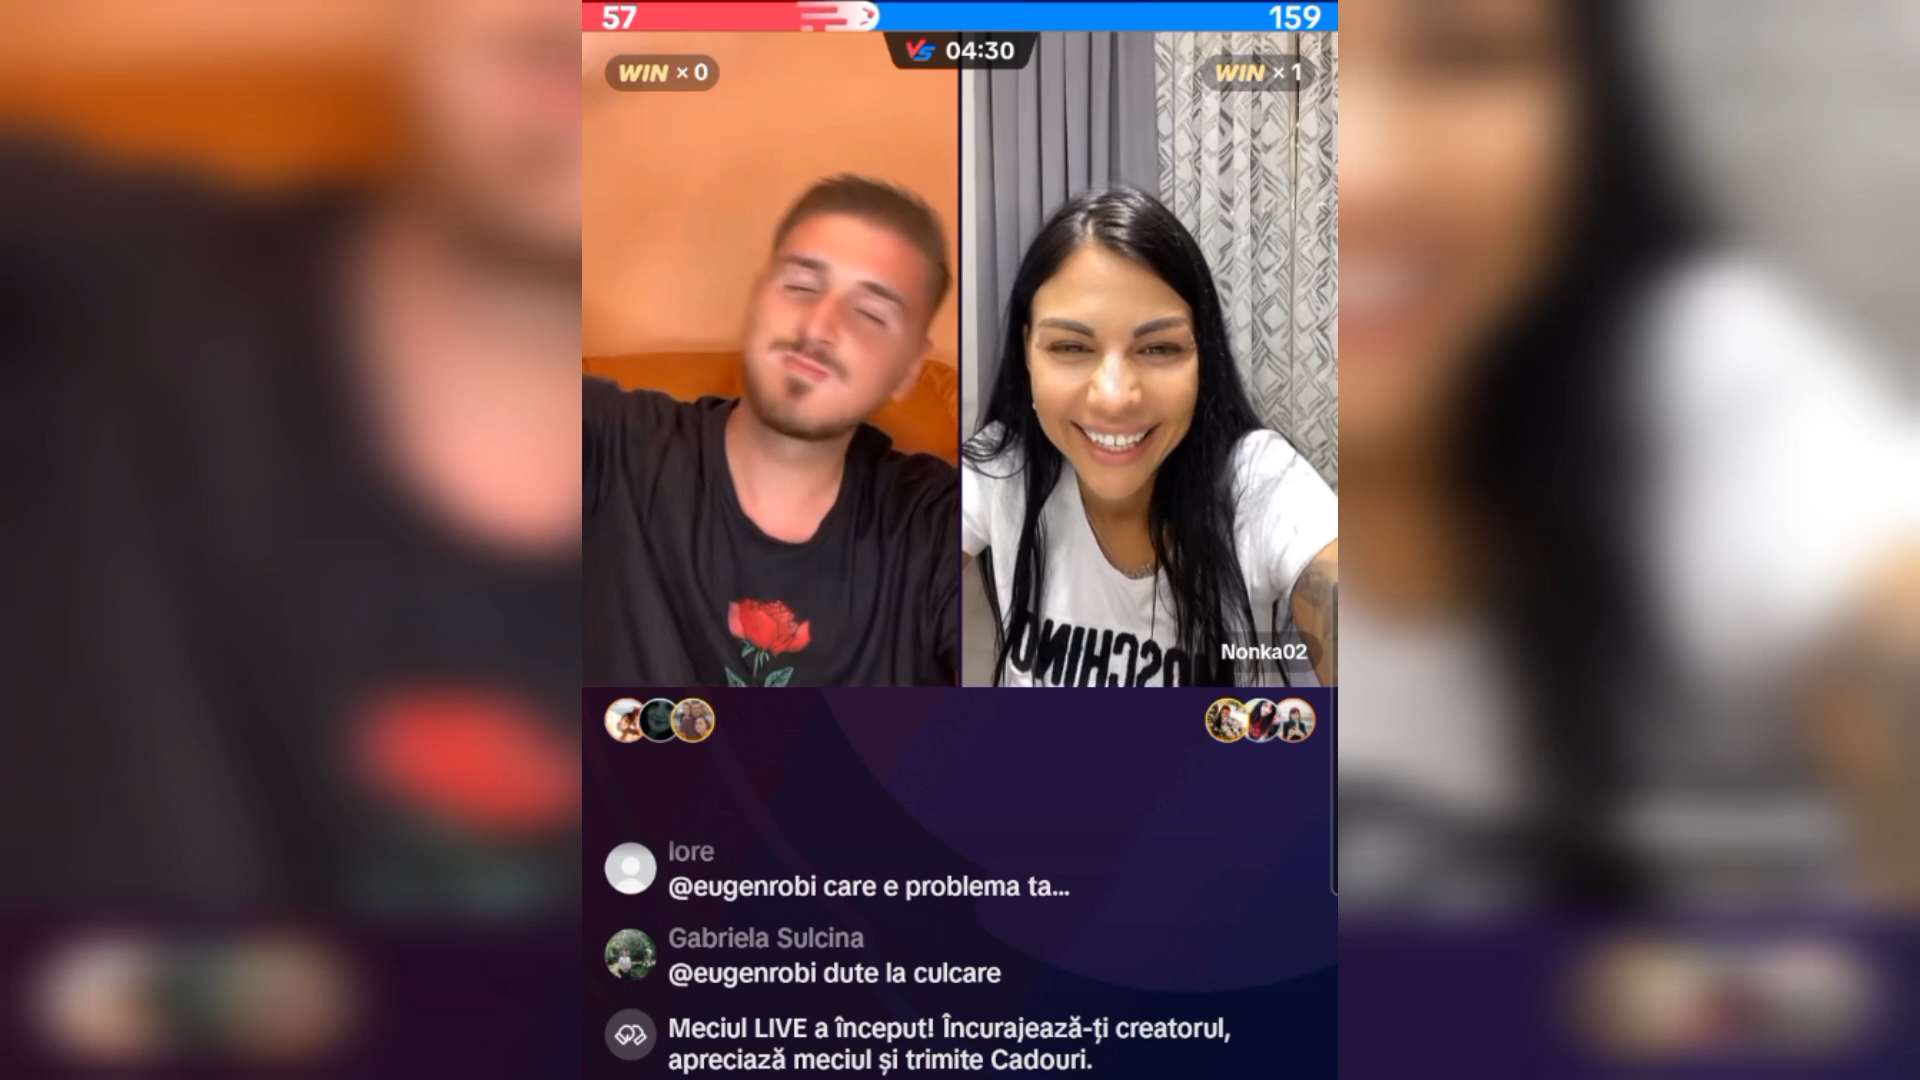 57
159
VS 04:30
WIN × 0
WIN × 1
MOSCHINO
Nonka02
lore
@eugenrobi care e problema ta...
Gabriela Sulcina
@eugenrobi dute la culcare
Meciul LIVE a început! Încurajează-ți creatorul,
apreciază meciul și trimite Cadouri.